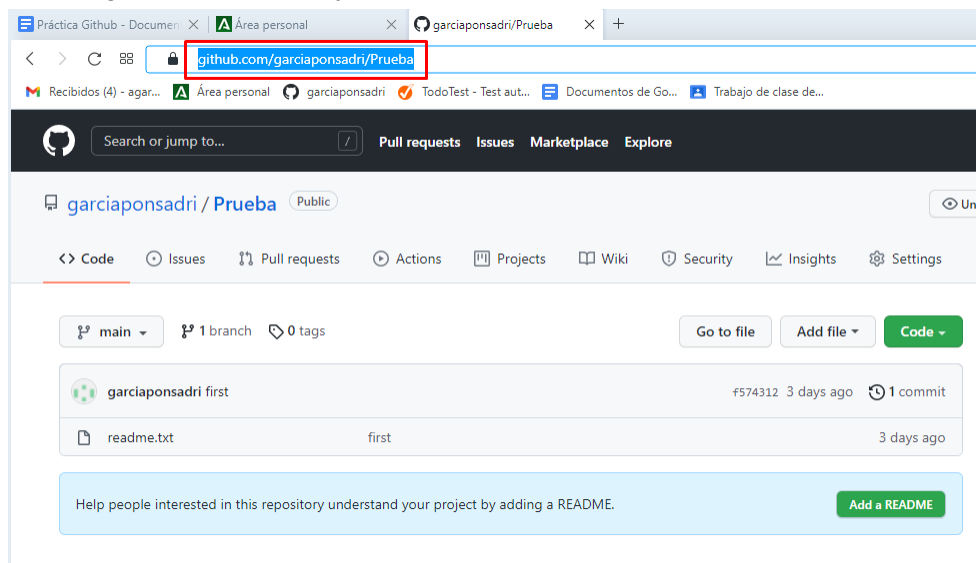 Práctica Github - Documen
Área personal
garciaponsadri/Prueba
github.com/garciaponsadri/Prueba
Recibidos (4) - agar...
Área personal
garciaponsadri
TodoTest - Test aut...
Documentos de Go...
Trabajo de clase de...
Search or jump to...
/
Pull requests Issues Marketplace Explore
garciaponsadri / Prueba Public
Un
<> Code Issues Pull requests Actions Projects Wiki Security Insights Settings
main 1 branch 0 tags Go to file Add file Code
garciaponsadri first f574312 3 days ago 1 commit
readme.txt first 3 days ago
Help people interested in this repository understand your project by adding a README. Add a README